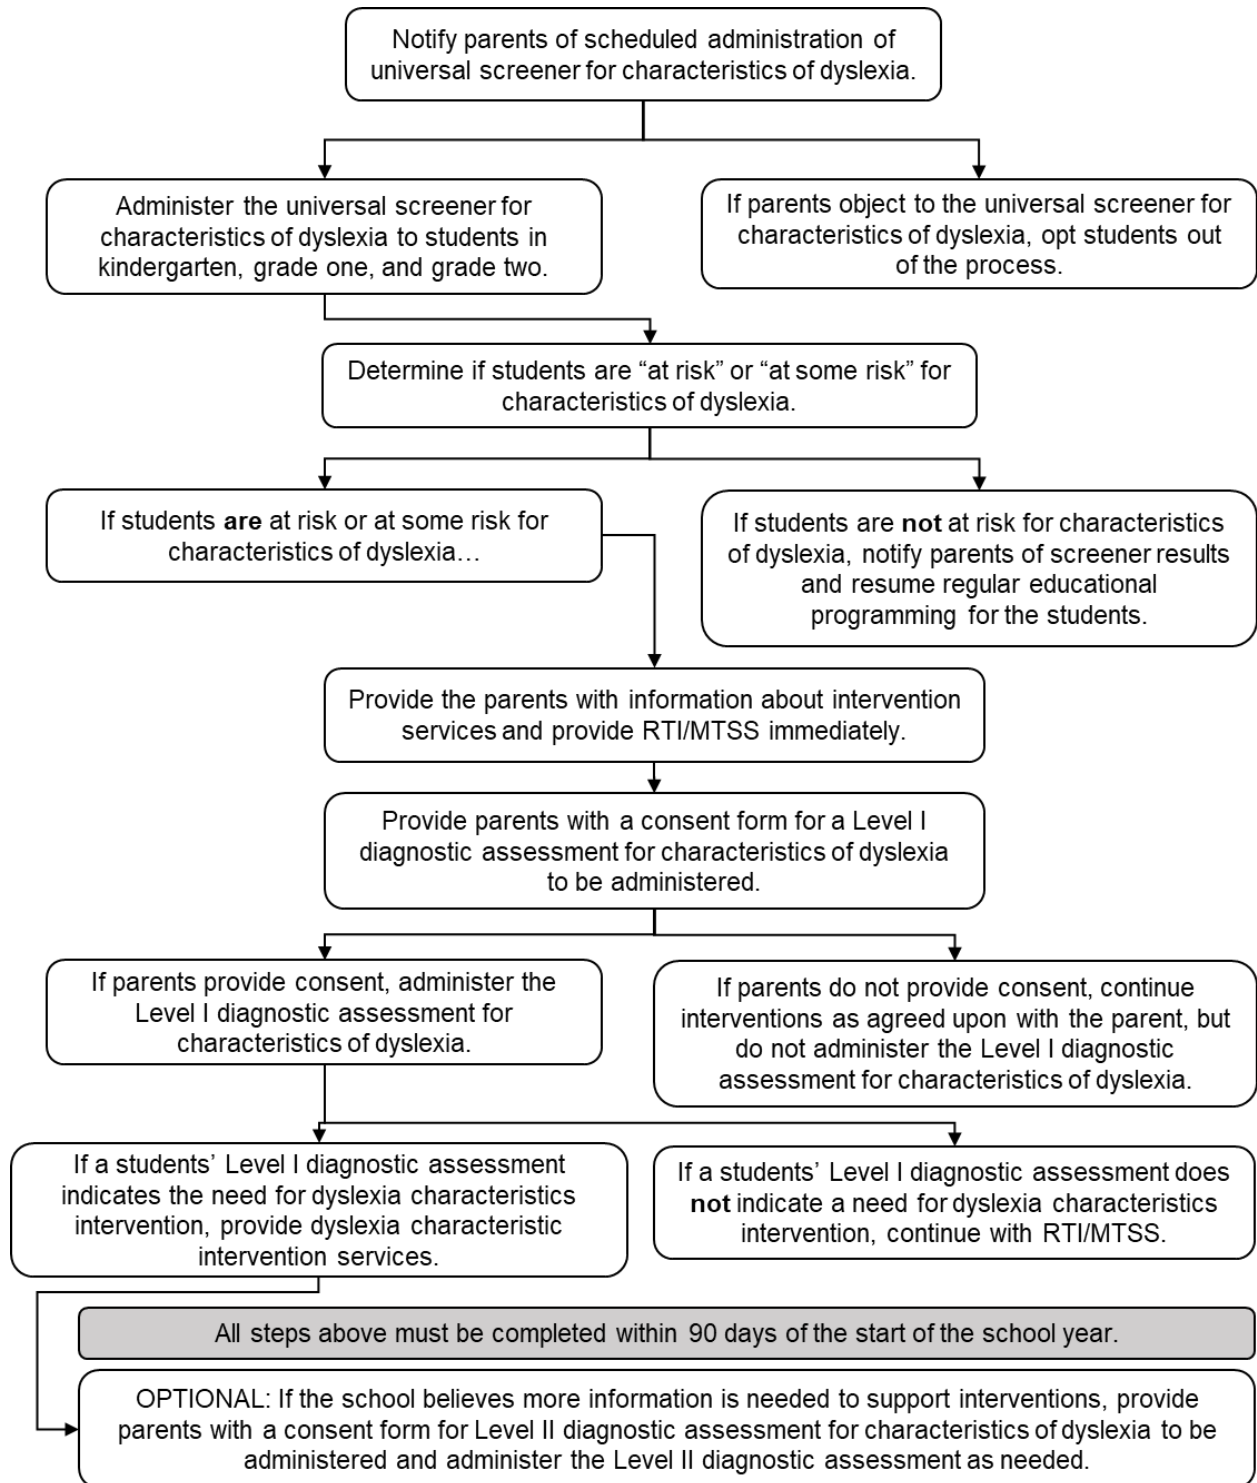 Notify parents of scheduled administration of
universal screener for characteristics of dyslexia.
Administer the universal screener for
characteristics of dyslexia to students in
kindergarten, grade one, and grade two.
If parents object to the universal screener for
characteristics of dyslexia, opt students out
of the process.
Determine if students are “at risk” or “at some risk” for
characteristics of dyslexia.
If students are at risk or at some risk for
characteristics of dyslexia…
If students are not at risk for characteristics
of dyslexia, notify parents of screener results
and resume regular educational
programming for the students.
Provide the parents with information about intervention
services and provide RTI/MTSS immediately.
Provide parents with a consent form for a Level I
diagnostic assessment for characteristics of dyslexia
to be administered.
If parents provide consent, administer the
Level I diagnostic assessment for
characteristics of dyslexia.
If parents do not provide consent, continue
interventions as agreed upon with the parent, but
do not administer the Level I diagnostic
assessment for characteristics of dyslexia.
If a students’ Level I diagnostic assessment
indicates the need for dyslexia characteristics
intervention, provide dyslexia characteristic
intervention services.
If a students’ Level I diagnostic assessment does
not indicate a need for dyslexia characteristics
intervention, continue with RTI/MTSS.
All steps above must be completed within 90 days of the start of the school year.
OPTIONAL: If the school believes more information is needed to support interventions, provide
parents with a consent form for Level II diagnostic assessment for characteristics of dyslexia to be
administered and administer the Level II diagnostic assessment as needed.